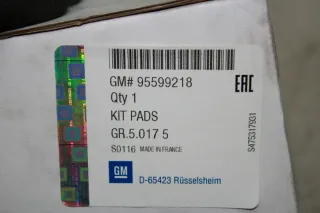 GM# 95599218
Qty 1
KIT PADS
GR.5.017 5
S0116 MADE IN FRANCE
GM
D-65423 Rüsselsheim
EAC
S475317931